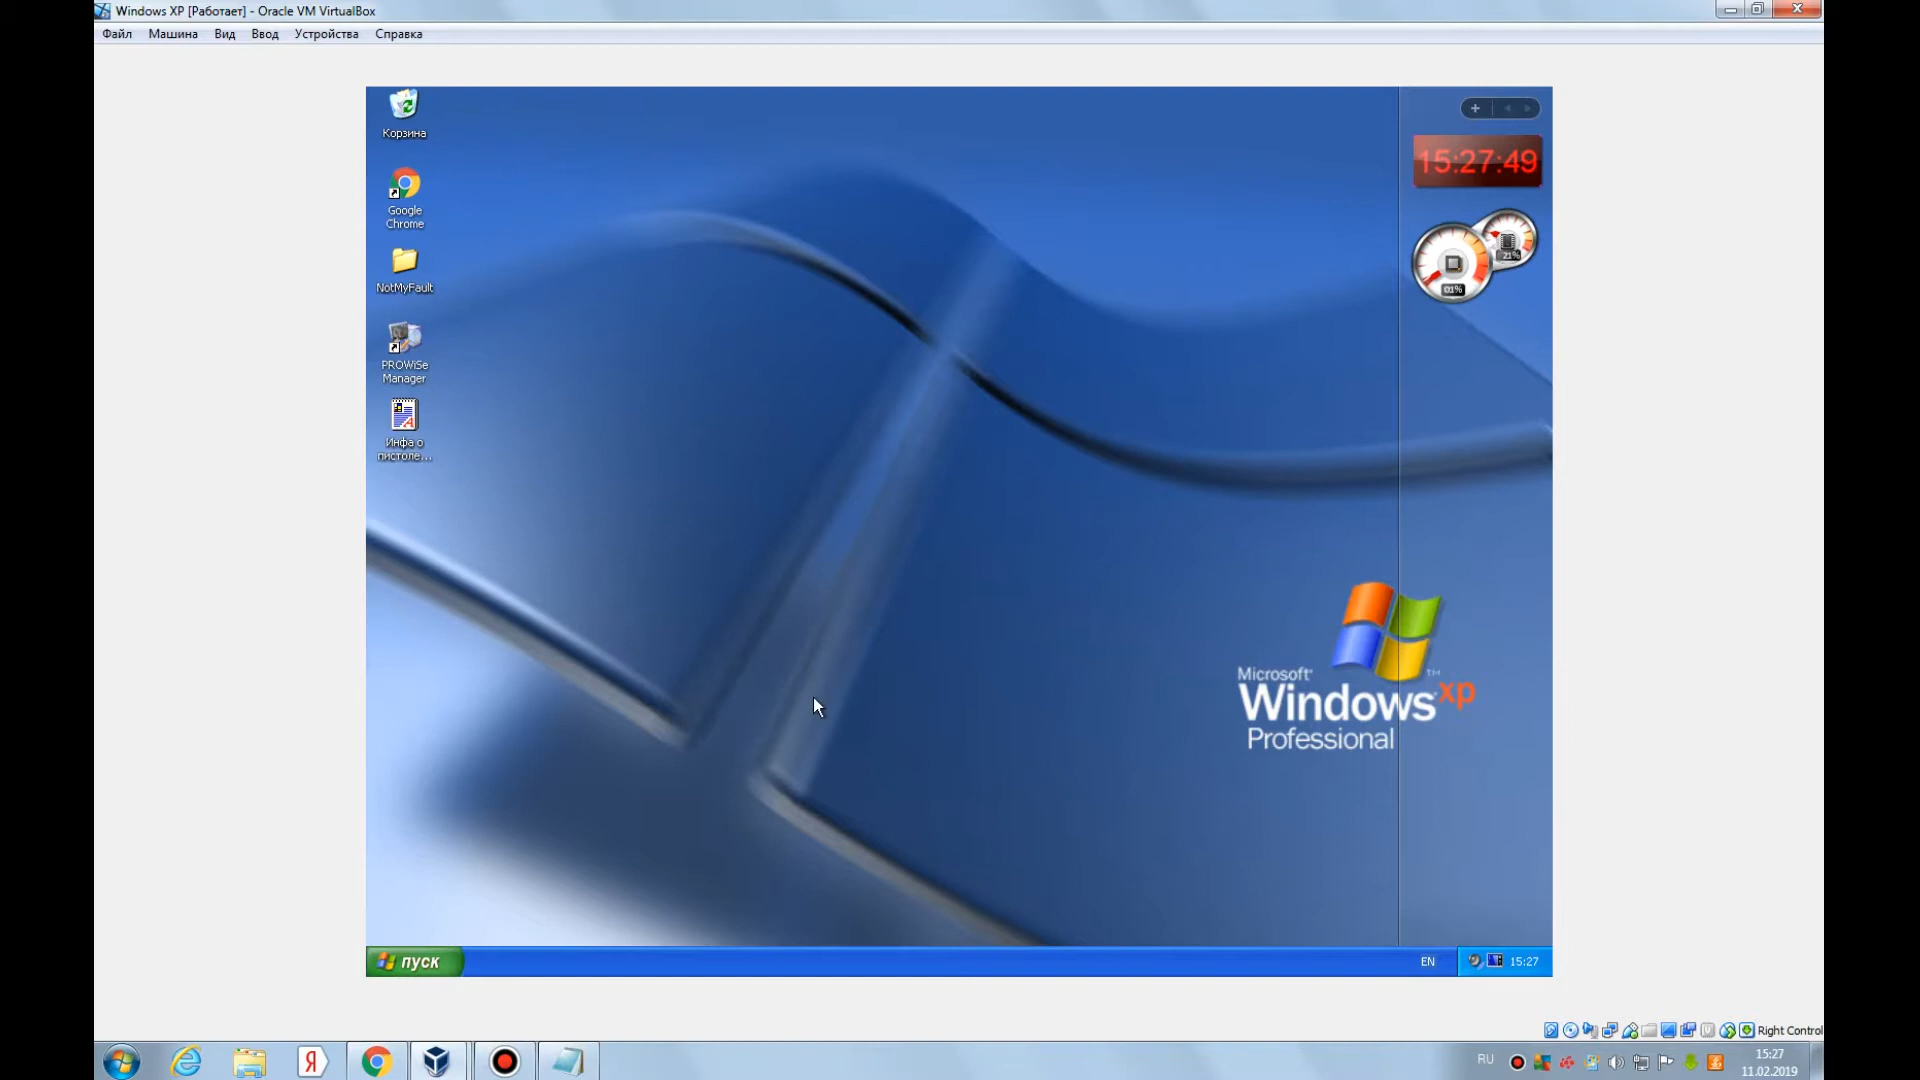 Windows XP [Работает] - Oracle VM VirtualBox
Файл Машина Вид Ввод Устройства Справка
Корзина
Google
Chrome
NotMyFault
PROWiSe
Manager
Инфа о
пистоле...
15:27:49
21%
01%
Microsoft
Windows xp
Professional
пуск
EN
15:27
Right Control
RU
15:27
11.02.2019